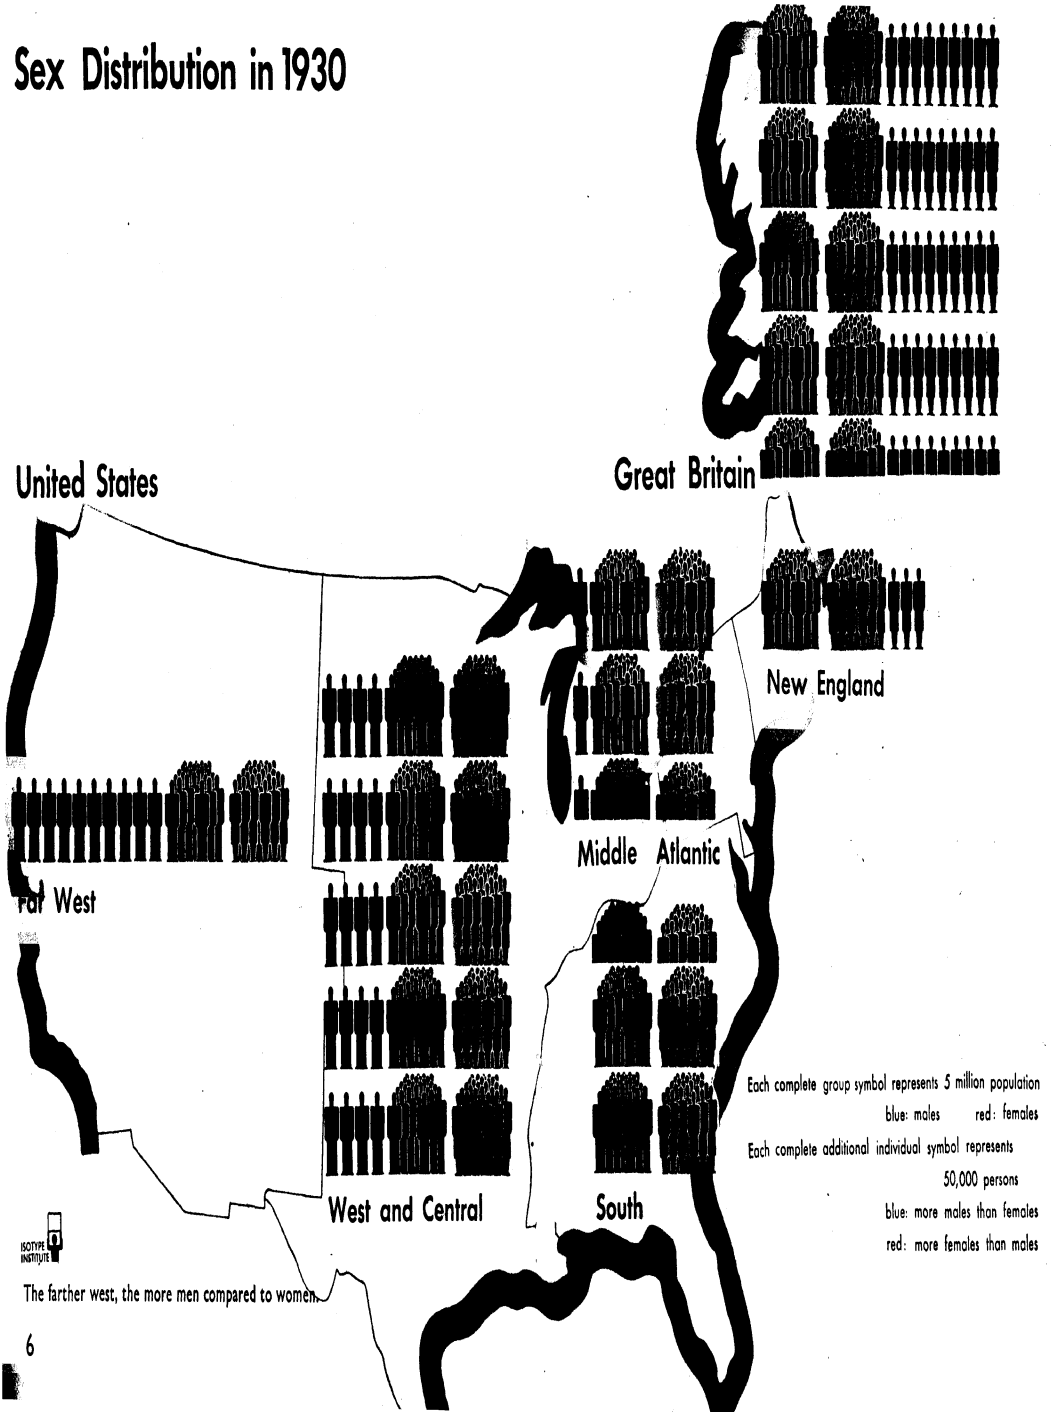 Sex Distribution in 1930
United States
Great Britain
New England
Middle Atlantic
Far West
West and Central
South
Each complete group symbol represents 5 million population
blue: males red: females
Each complete additional individual symbol represents
50,000 persons
blue: more males than females
red: more females than males
ISOTYPE
INSTITUTE
The farther west, the more men compared to women.
6